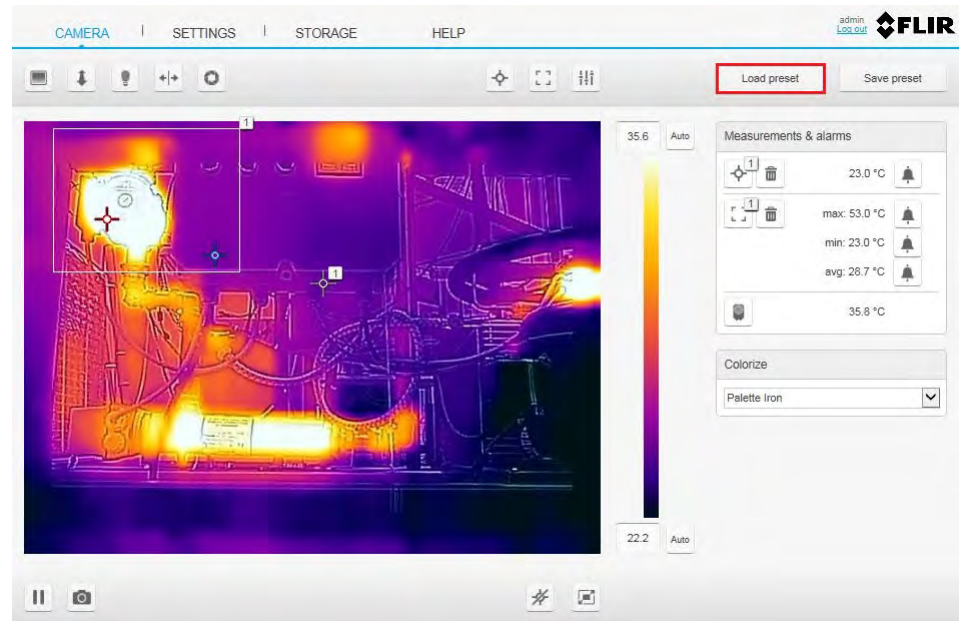 CAMERA SETTINGS STORAGE HELP
admin
Log out
FLIR
Load preset Save preset
1
35.6 Auto
Measurements & alarms
1 23.0 °C
1 max: 53.0 °C
min: 23.0 °C
avg: 28.7 °C
1
35.8 °C
Colorize
Palette Iron
22.2 Auto